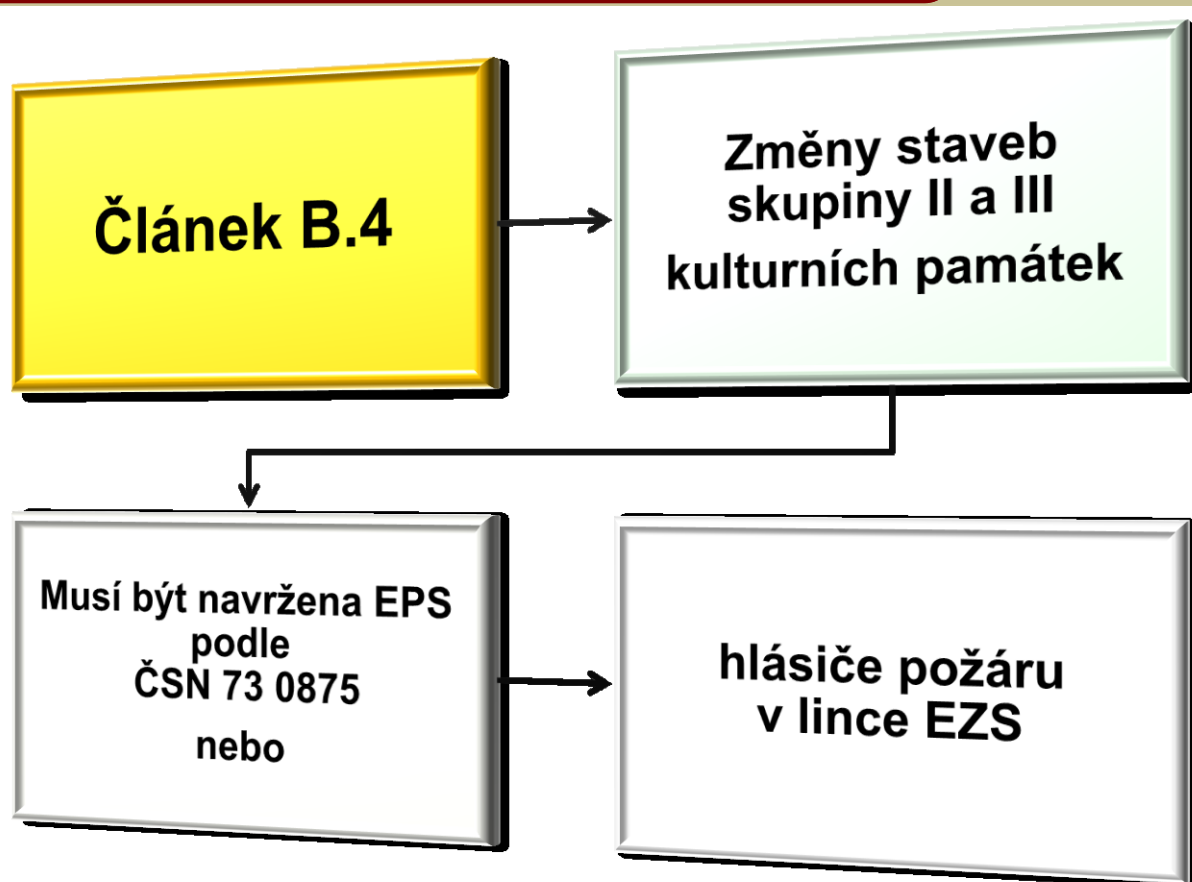 Článek B.4
Změny staveb
skupiny II a III
kulturních památek
Musí být navržena EPS
podle
ČSN 73 0875
nebo
hlásiče požáru
v lince EZS